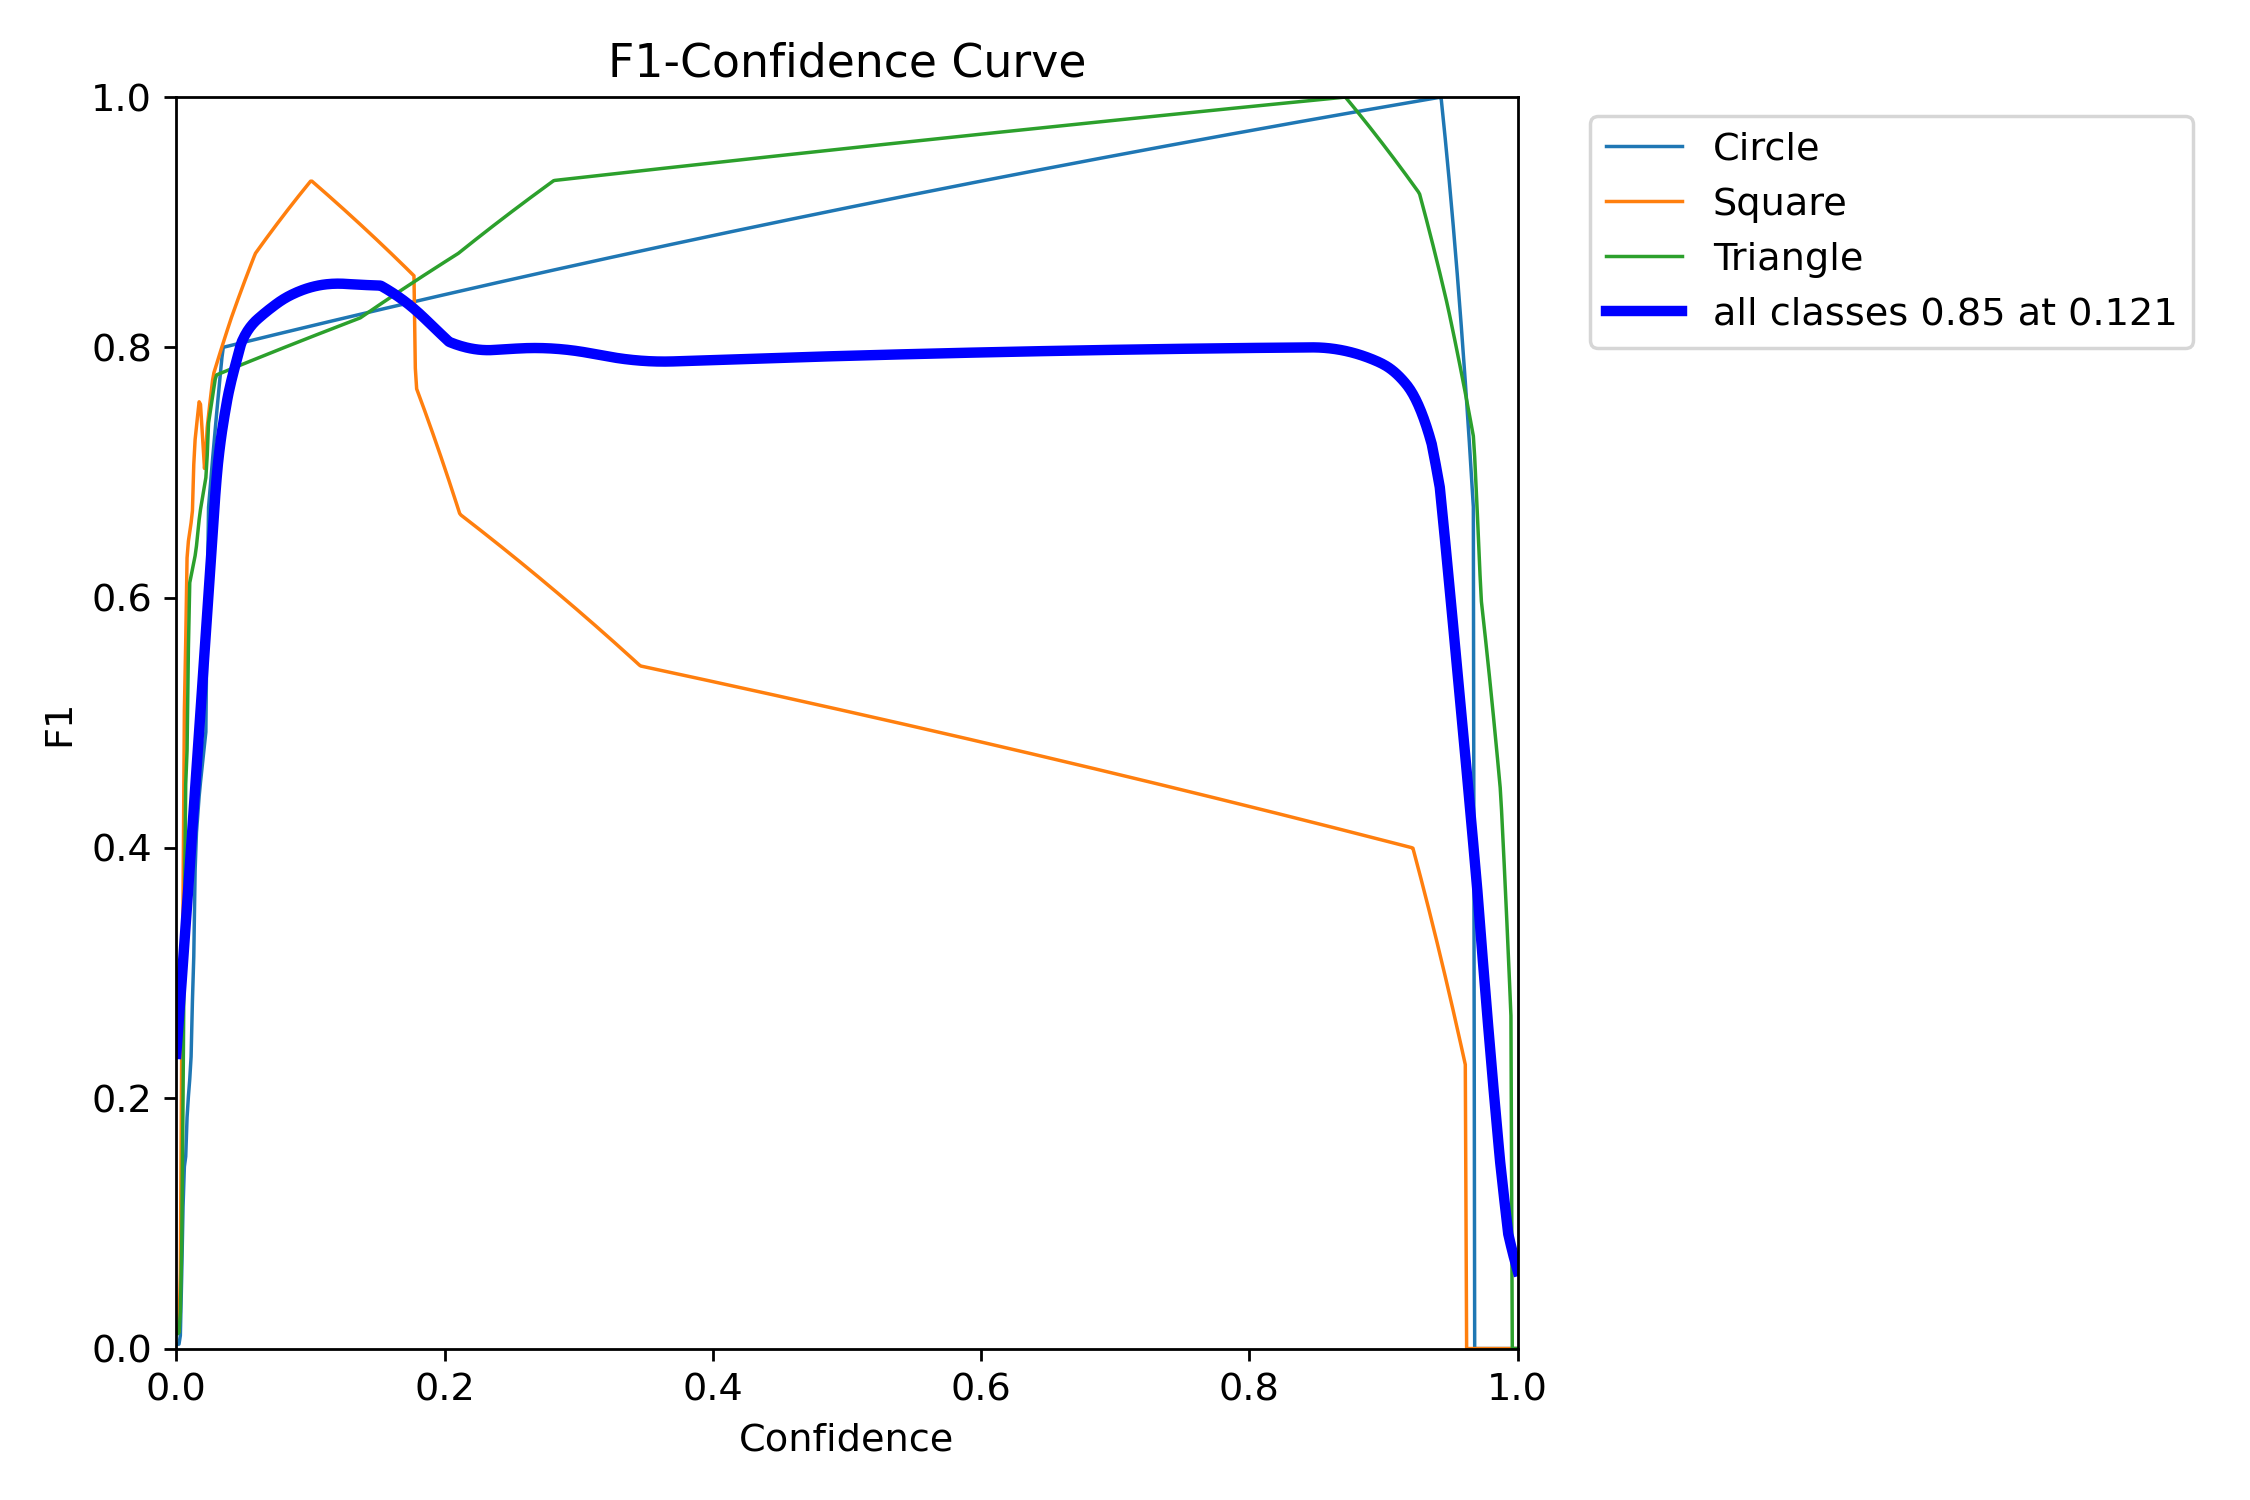 F1-Confidence Curve
1.0
0.8
0.6
0.4
0.2
0.0
F1
0.0 0.2 0.4 0.6 0.8 1.0
Confidence
Circle
Square
Triangle
all classes 0.85 at 0.121